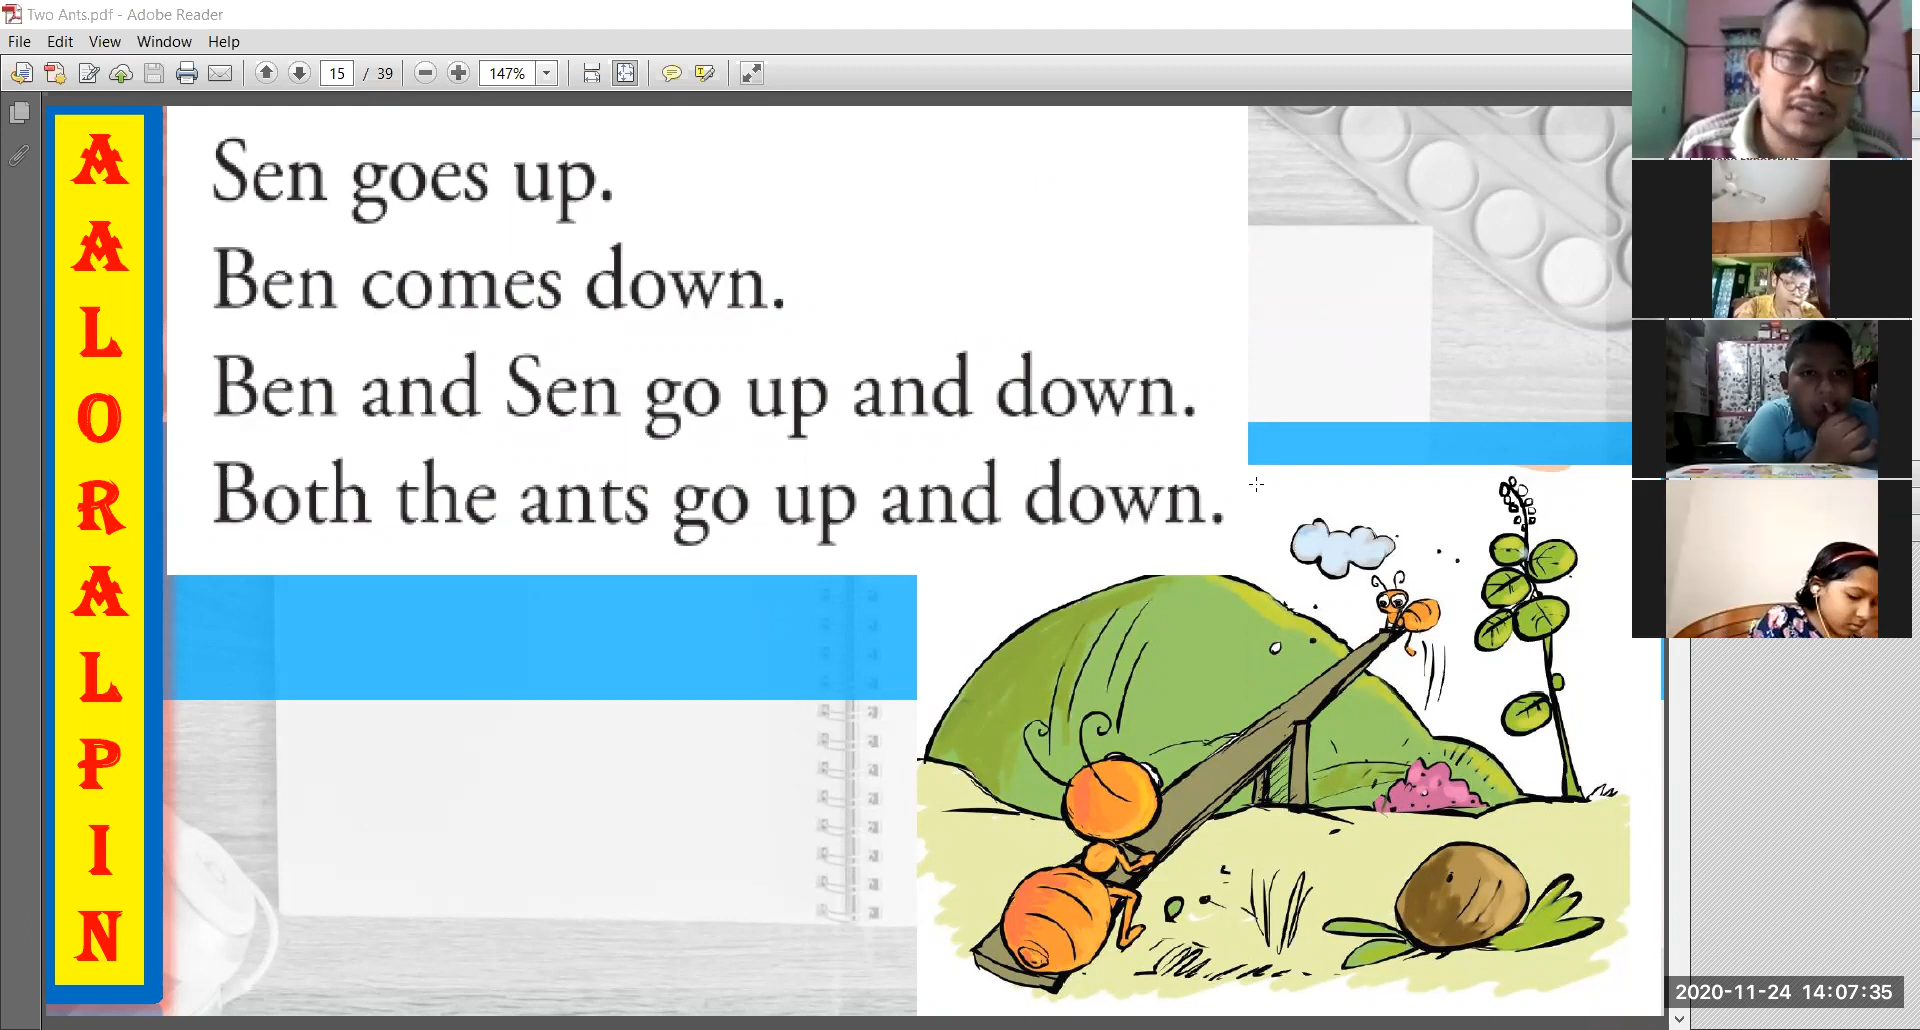 Two Ants.pdf - Adobe Reader
File Edit View Window Help
15 / 39 147%
A
A
L
O
R
A
L
P
I
N
Sen goes up.
Ben comes down.
Ben and Sen go up and down.
Both the ants go up and down.
2020-11-24 14:07:35